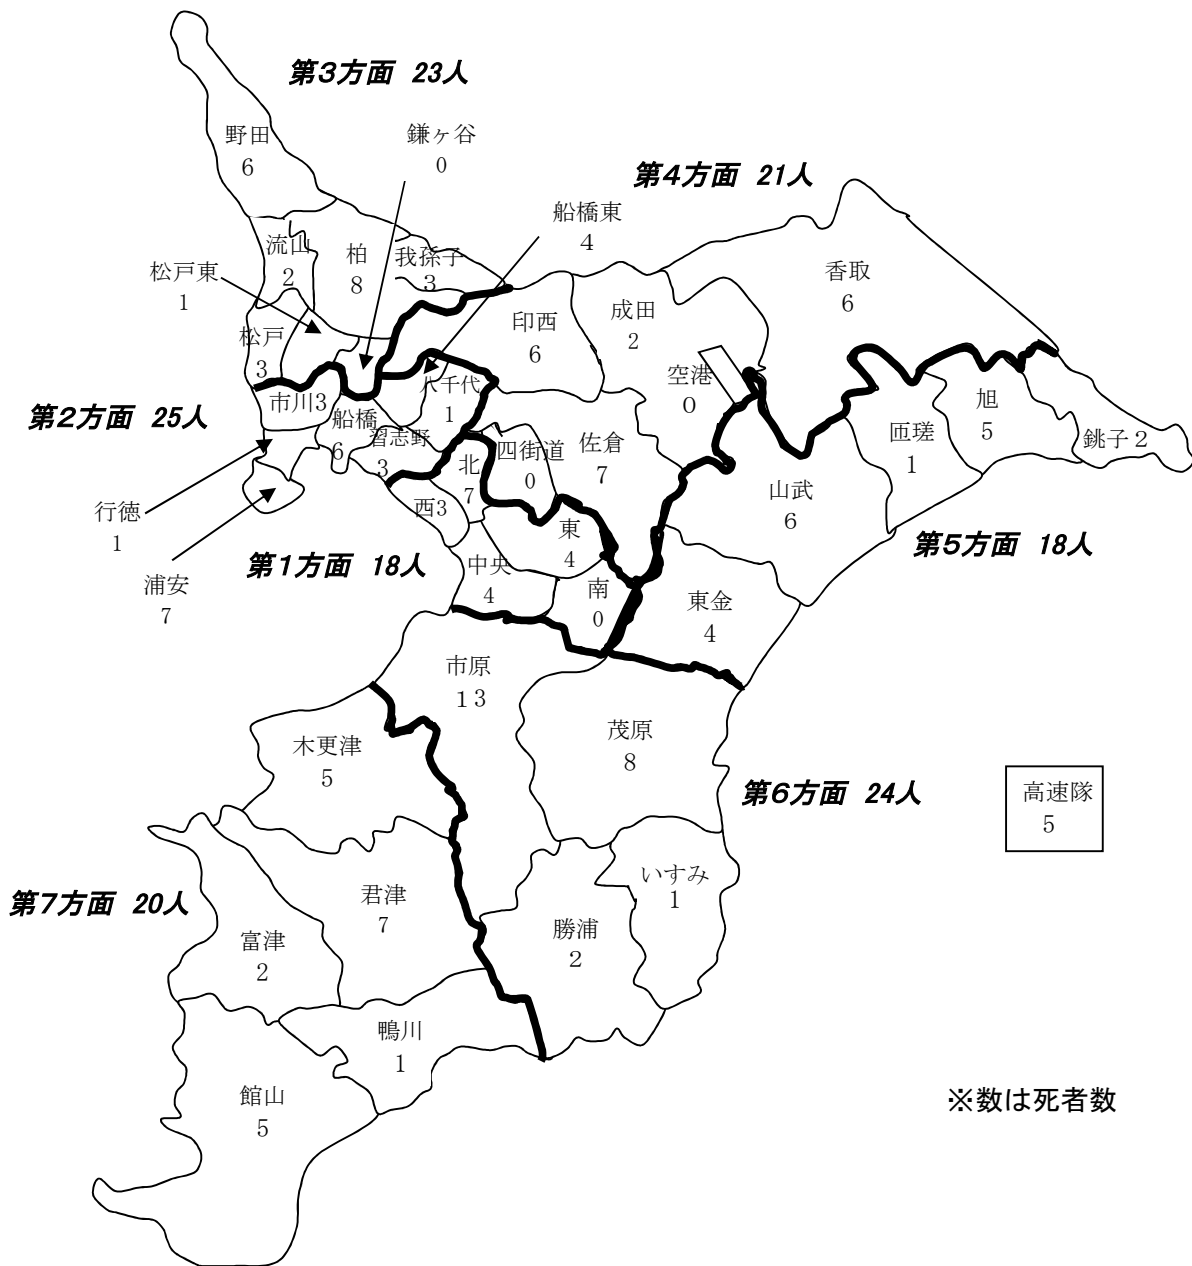 第３方面 23人
野田
6
鎌ヶ谷
0
第４方面 21人
船橋東
4
流山
2
柏
8
我孫子
3
松戸東
1
松戸
3
香取
6
成田
2
印西
6
空港
0
第２方面 25人
市川3
船橋
6
八千代
1
習志野
3
北
7
四街道
0
佐倉
7
旭
5
匝瑳
1
銚子 2
山武
6
西3
行徳
1
浦安
7
第１方面 18人
東
4
中央
4
南
0
第５方面 18人
東金
4
市原
１3
茂原
8
木更津
5
第６方面 24人
高速隊
5
いすみ
1
第７方面 20人
君津
7
富津
2
勝浦
２
鴨川
1
館山
5
※数は死者数